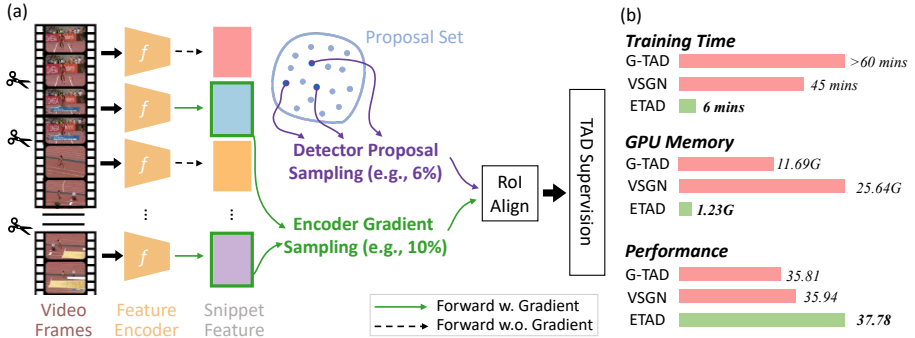 (a)
Proposal Set
f
f
f
f
...
...
Detector Proposal
Sampling (e.g., 6%)
Encoder Gradient
Sampling (e.g., 10%)
RoI
Align
TAD Supervision
Video
Frames
Feature
Encoder
Snippet
Feature
Forward w. Gradient
Forward w.o. Gradient
(b)
Training Time
G-TAD >60 mins
VSGN 45 mins
ETAD 6 mins
GPU Memory
G-TAD 11.69G
VSGN 25.64G
ETAD 1.23G
Performance
G-TAD 35.81
VSGN 35.94
ETAD 37.78